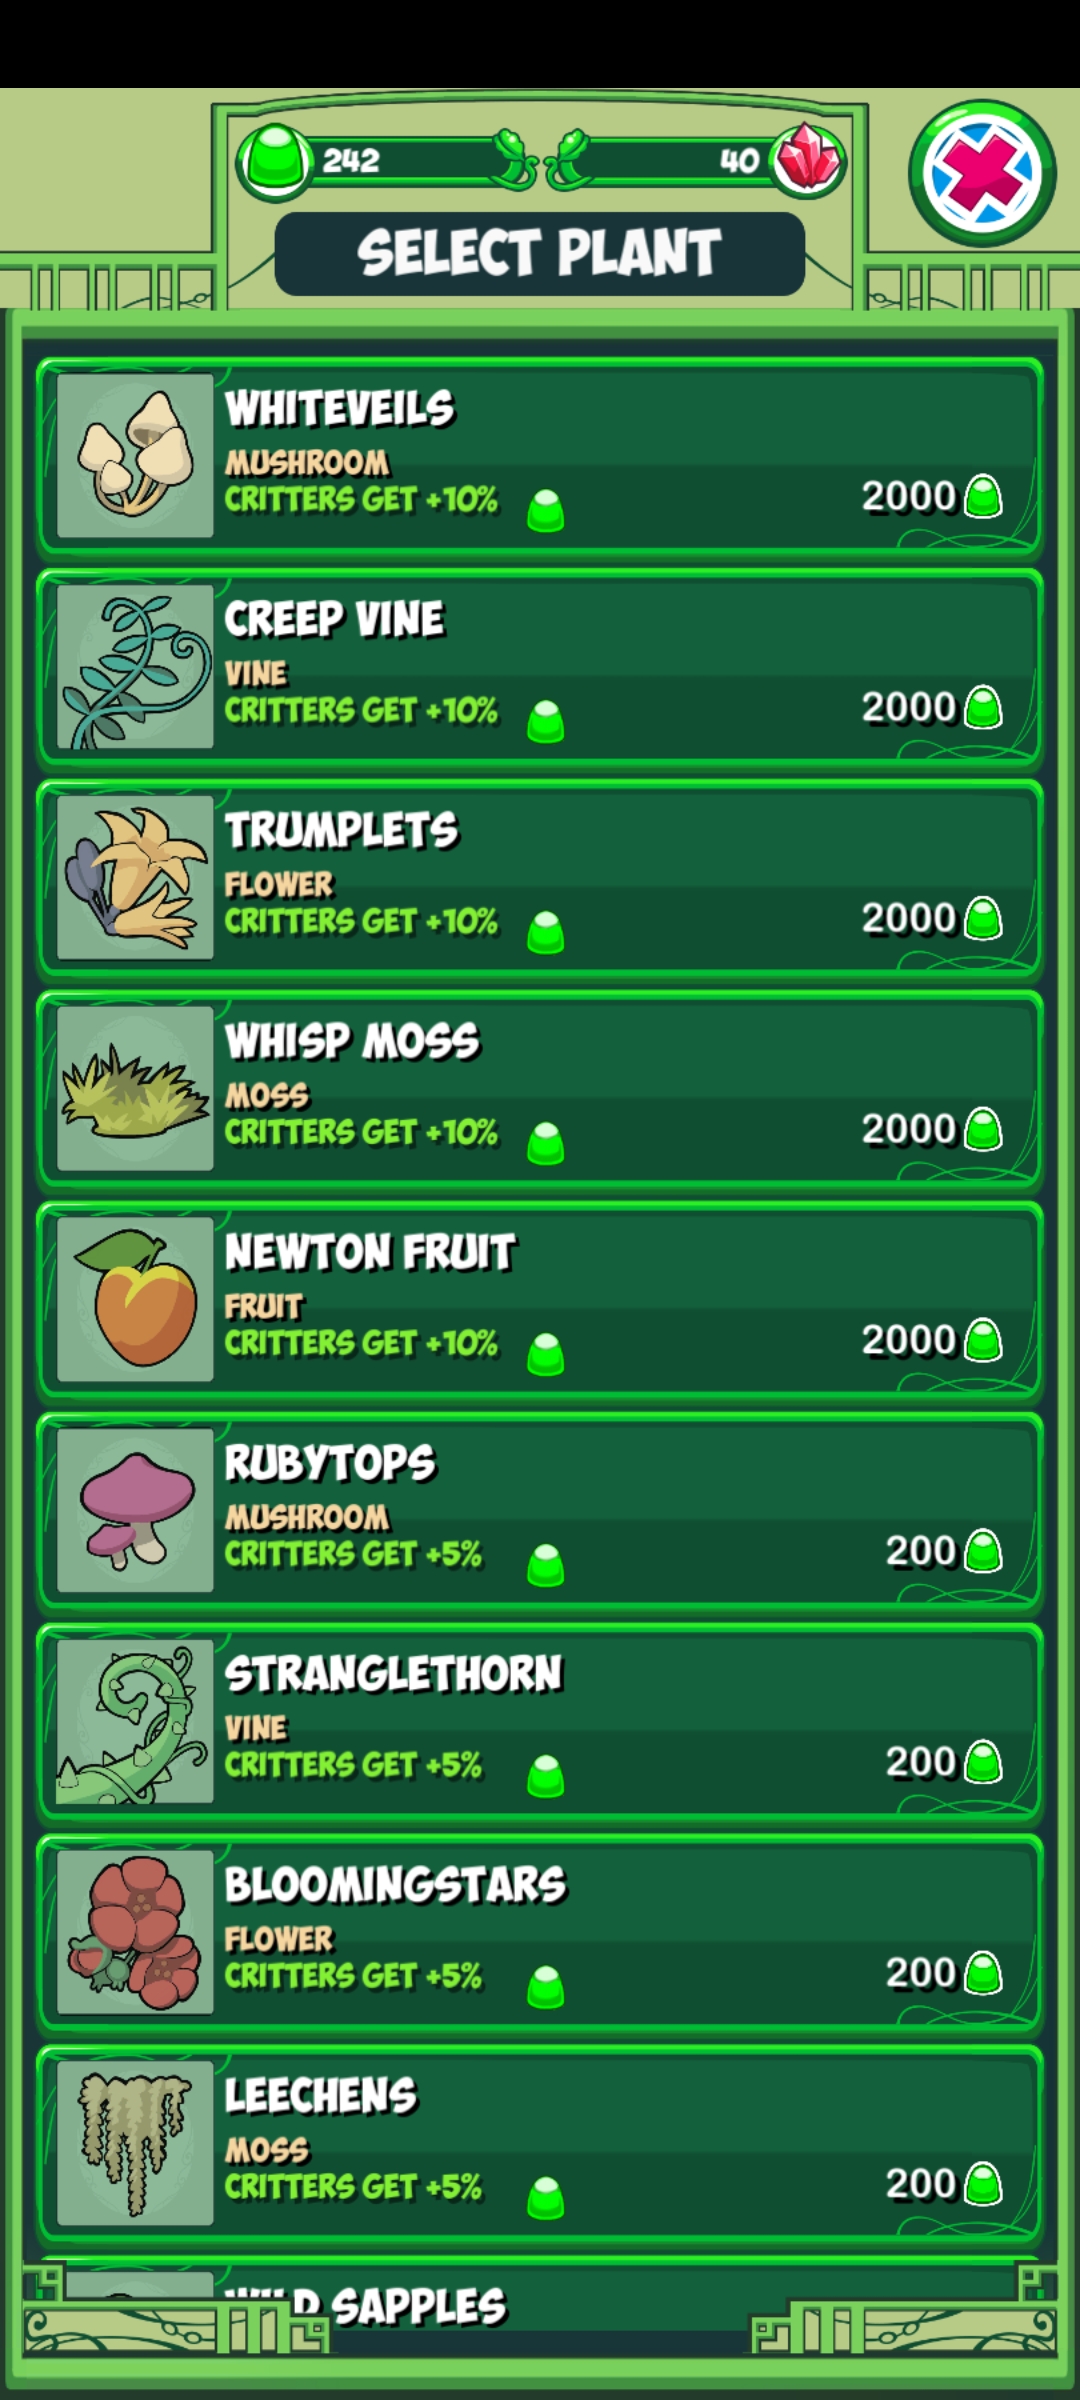 242
40
SELECT PLANT
WHITEVEILS
MUSHROOM
CRITTERS GET +10%
2000
CREEP VINE
VINE
CRITTERS GET +10%
2000
TRUMPLETS
FLOWER
CRITTERS GET +10%
2000
WHISP MOSS
MOSS
CRITTERS GET +10%
2000
NEWTON FRUIT
FRUIT
CRITTERS GET +10%
2000
RUBYTOPS
MUSHROOM
CRITTERS GET +5%
200
STRANGLETHORN
VINE
CRITTERS GET +5%
200
BLOOMINGSTARS
FLOWER
CRITTERS GET +5%
200
LEECHENS
MOSS
CRITTERS GET +5%
200
WILD SAPPLES